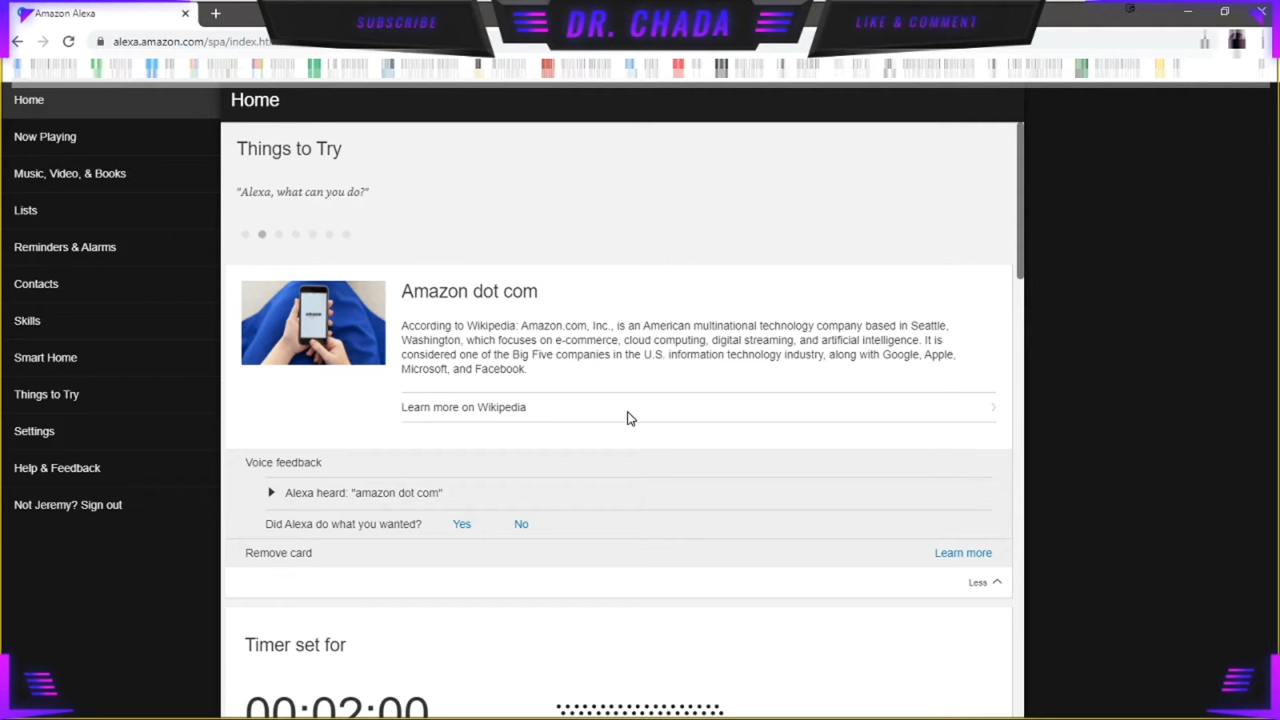 Amazon Alexa
SUBSCRIBE
DR. CHADA
LIKE & COMMENT
alexa.amazon.com/spa/index.ht
Home
Now Playing
Music, Video, & Books
Lists
Reminders & Alarms
Contacts
Skills
Smart Home
Things to Try
Settings
Help & Feedback
Not Jeremy? Sign out
Home
Things to Try
"Alexa, what can you do?"
Amazon dot com
According to Wikipedia: Amazon.com, Inc., is an American multinational technology company based in Seattle,
Washington, which focuses on e-commerce, cloud computing, digital streaming, and artificial intelligence. It is
considered one of the Big Five companies in the U.S. information technology industry, along with Google, Apple,
Microsoft, and Facebook.
Learn more on Wikipedia
Voice feedback
Alexa heard: "amazon dot com"
Did Alexa do what you wanted? Yes No
Remove card Learn more
Less
Timer set for
00:02:00